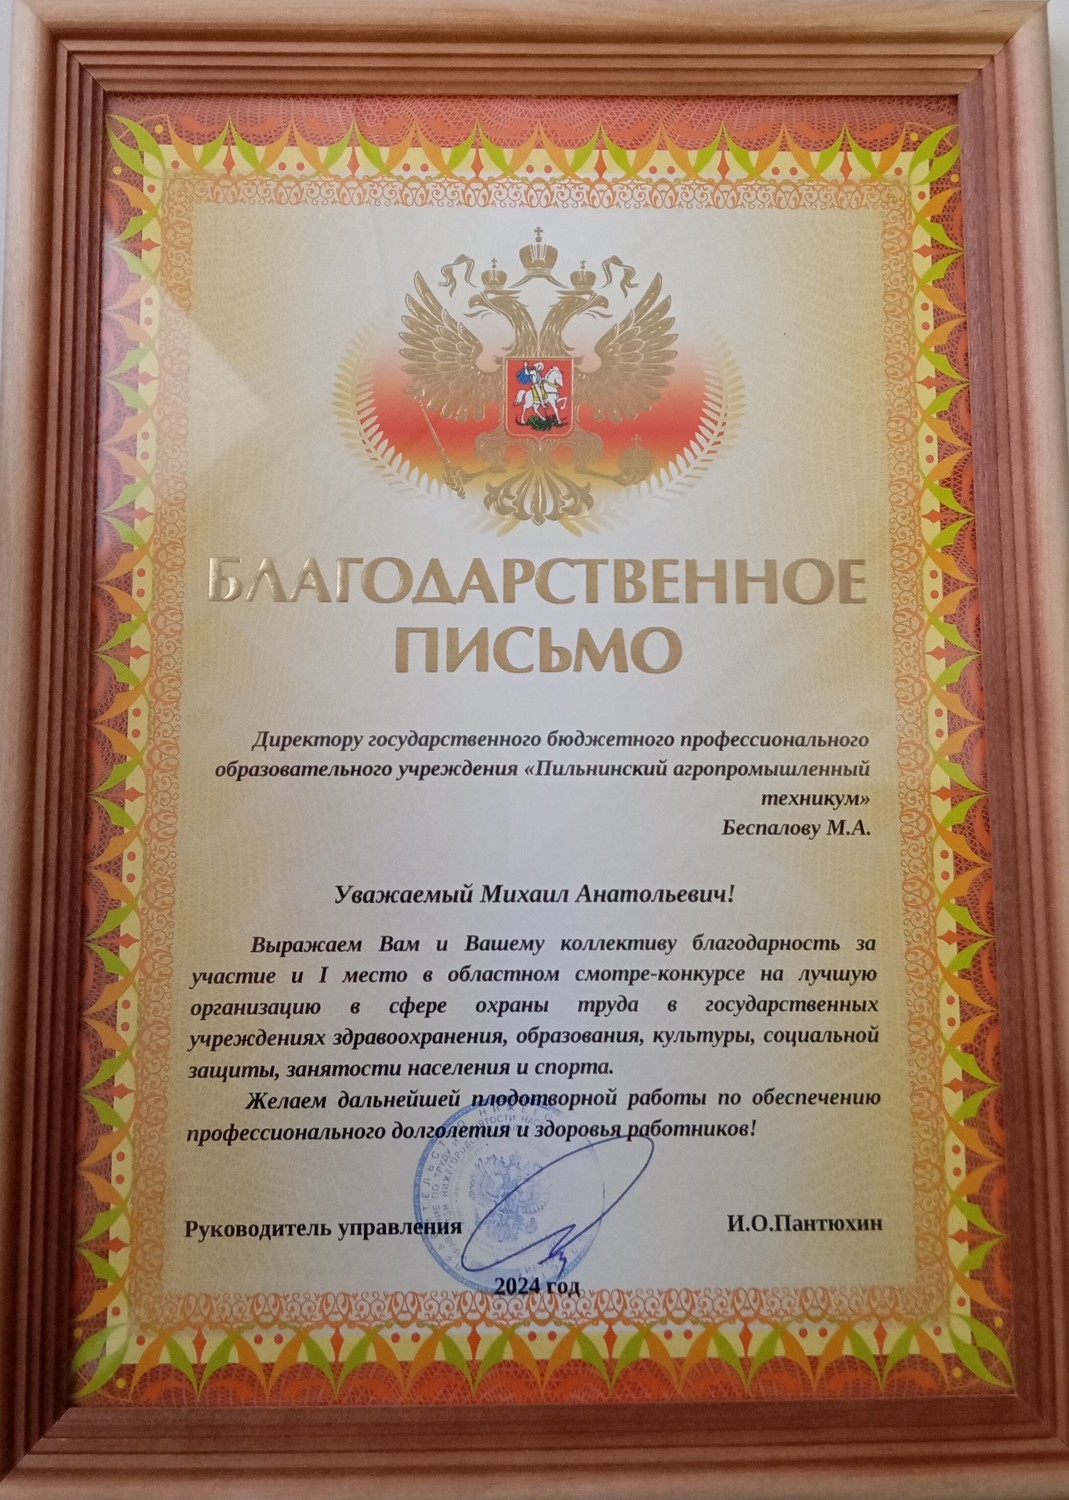 БЛАГОДАРСТВЕННОЕ
ПИСЬМО
Директору государственного бюджетного профессионального
образовательного учреждения «Пильнинский агропромышленный
техникум»
Беспалову М.А.
Уважаемый Михаил Анатольевич!
Выражаем Вам и Вашему коллективу благодарность за
участие и I место в областном смотре-конкурсе на лучшую
организацию в сфере охраны труда в государственных
учреждениях здравоохранения, образования, культуры, социальной
защиты, занятости населения и спорта.
Желаем дальнейшей плодотворной работы по обеспечению
профессионального долголетия и здоровья работников!
Руководитель управления
И.О.Пантюхин
2024 год